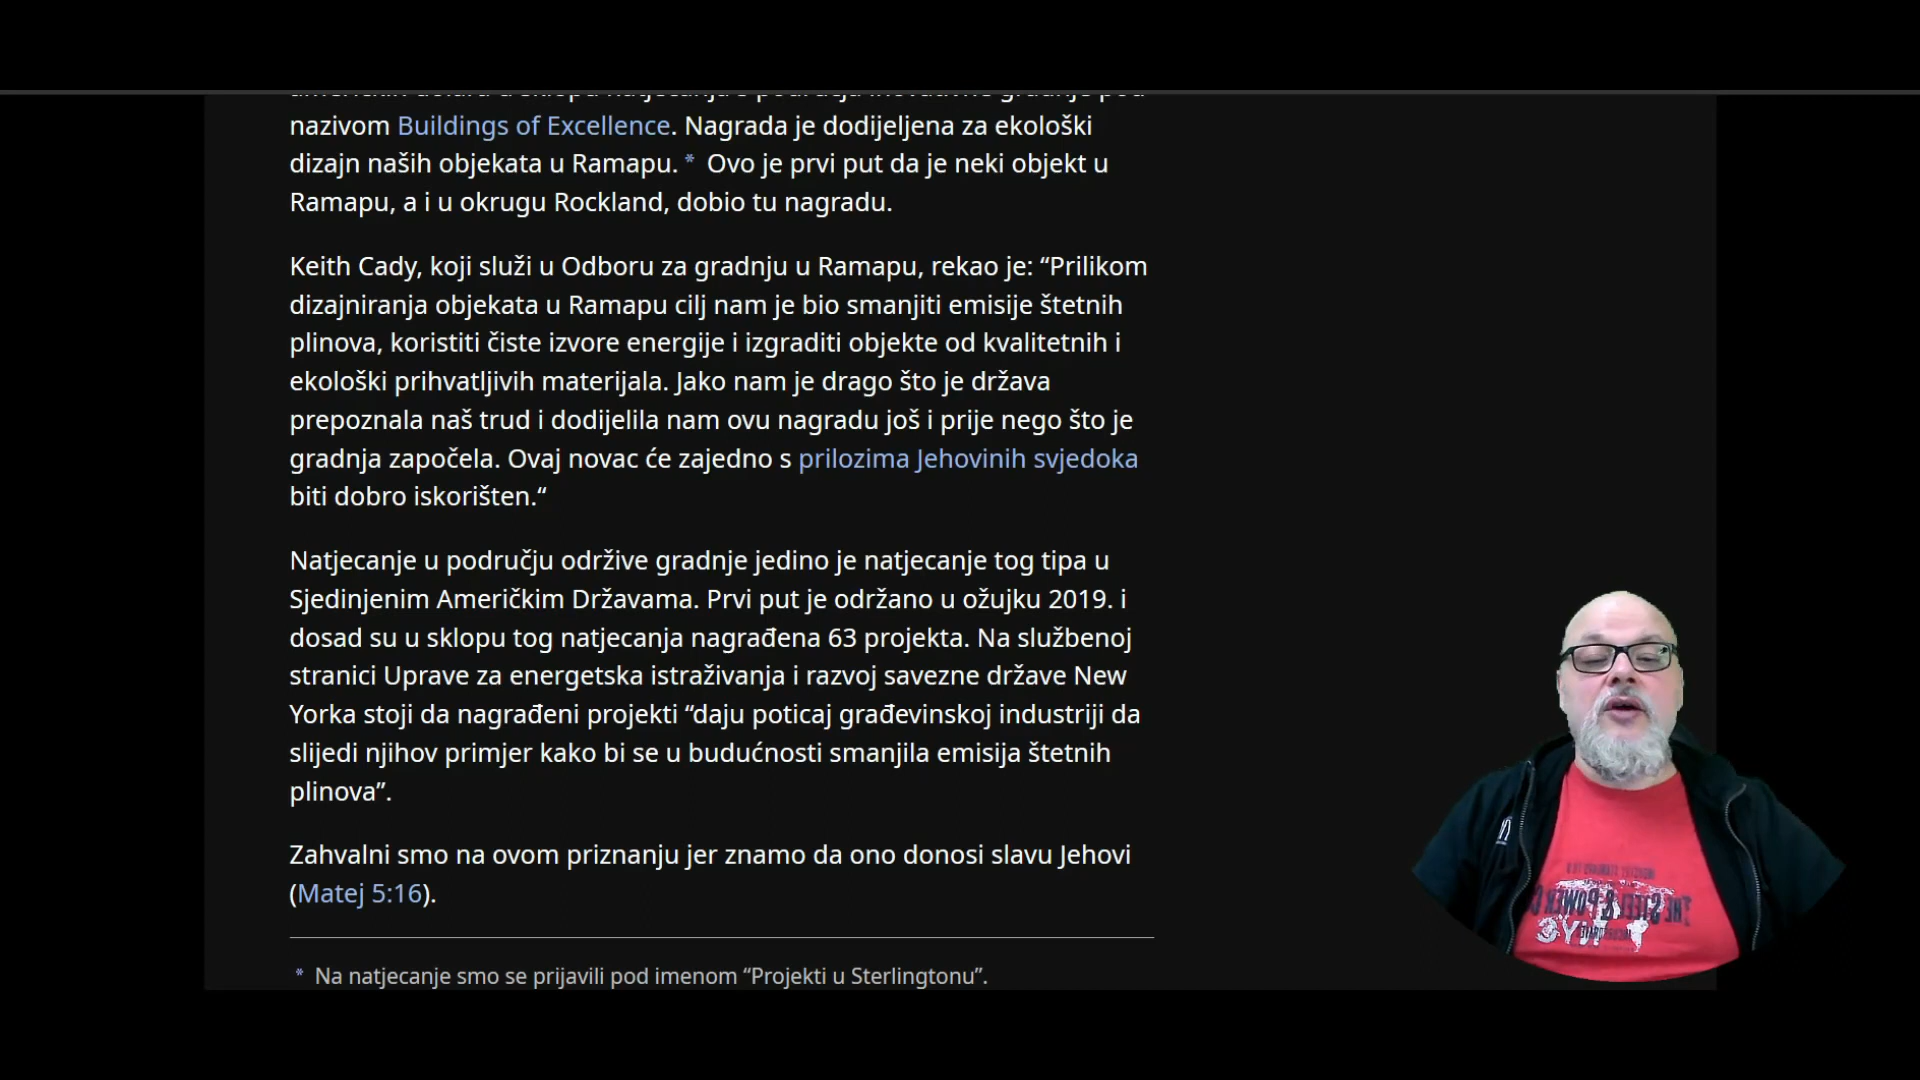 nazivom Buildings of Excellence. Nagrada je dodijeljena za ekološki
dizajn naših objekata u Ramapu. * Ovo je prvi put da je neki objekt u
Ramapu, a i u okrugu Rockland, dobio tu nagradu.
Keith Cady, koji služi u Odboru za gradnju u Ramapu, rekao je: “Prilikom
dizajniranja objekata u Ramapu cilj nam je bio smanjiti emisije štetnih
plinova, koristiti čiste izvore energije i izgraditi objekte od kvalitetnih i
ekološki prihvatljivih materijala. Jako nam je drago što je država
prepoznala naš trud i dodijelila nam ovu nagradu još i prije nego što je
gradnja započela. Ovaj novac će zajedno s prilozima Jehovinih svjedoka
biti dobro iskorišten.“
Natjecanje u području održive gradnje jedino je natjecanje tog tipa u
Sjedinjenim Američkim Državama. Prvi put je održano u ožujku 2019. i
dosad su u sklopu tog natjecanja nagrađena 63 projekta. Na službenoj
stranici Uprave za energetska istraživanja i razvoj savezne države New
Yorka stoji da nagrađeni projekti “daju poticaj građevinskoj industriji da
slijedi njihov primjer kako bi se u budućnosti smanjila emisija štetnih
plinova”.
Zahvalni smo na ovom priznanju jer znamo da ono donosi slavu Jehovi
(Matej 5:16).
* Na natjecanje smo se prijavili pod imenom “Projekti u Sterlingtonu”.